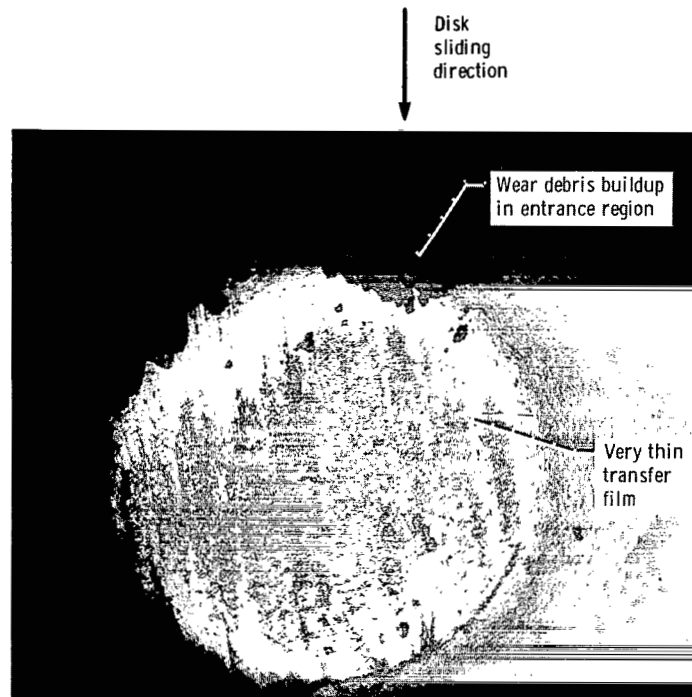 Disk
sliding
direction
Wear debris buildup
in entrance region
Very thin
transfer
film